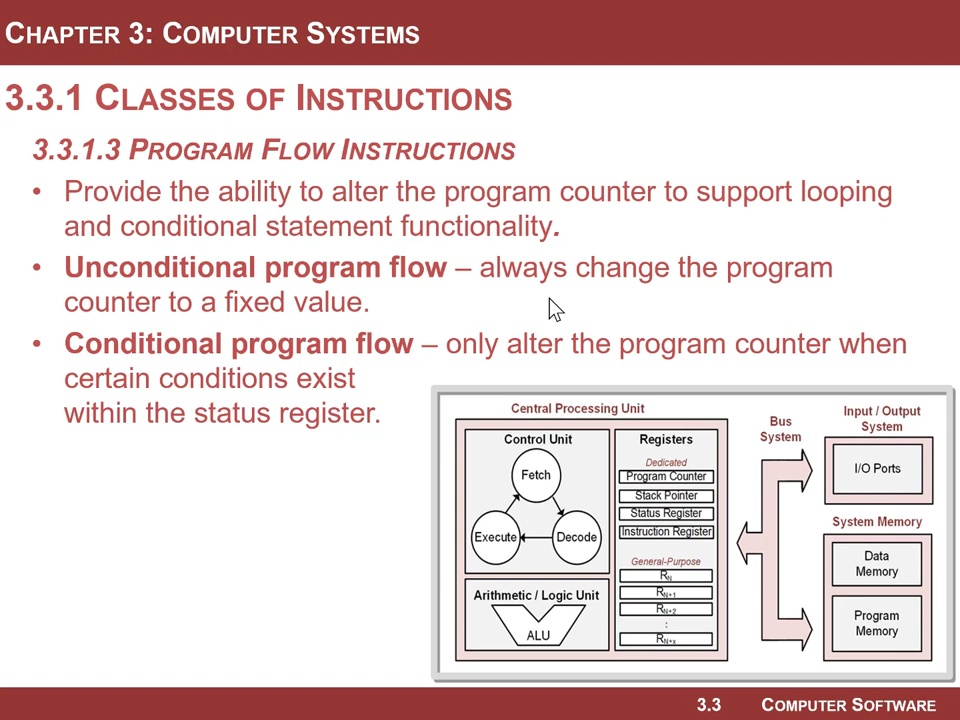 CHAPTER 3: COMPUTER SYSTEMS
3.3.1 CLASSES OF INSTRUCTIONS
3.3.1.3 PROGRAM FLOW INSTRUCTIONS
• Provide the ability to alter the program counter to support looping
and conditional statement functionality.
• Unconditional program flow – always change the program
counter to a fixed value.
• Conditional program flow – only alter the program counter when
certain conditions exist
within the status register.
Central Processing Unit
Control Unit
Fetch
Execute
Decode
Arithmetic / Logic Unit
ALU
Registers
Dedicated
Program Counter
Stack Pointer
Status Register
Instruction Register
General-Purpose
RN
RN+1
RN+2
:
RN+x
Bus
System
Input / Output
System
I/O Ports
System Memory
Data
Memory
Program
Memory
3.3 COMPUTER SOFTWARE